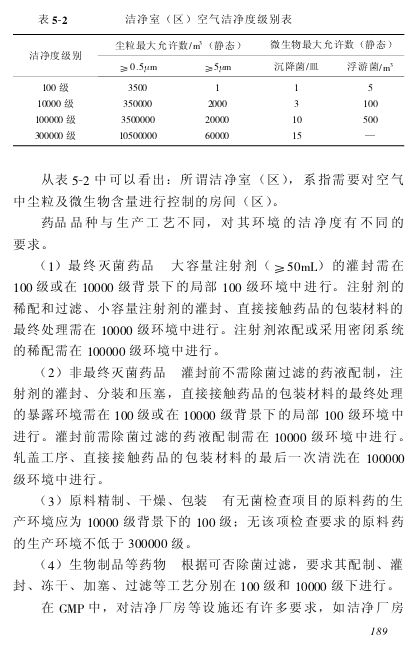 表 5-2 洁净室（区）空气洁净度级别表
洁净度级别 尘粒最大允许数/m³（静态） 微生物最大允许数（静态）
≥0.5μm ≥5μm 沉降菌/皿 浮游菌/m³
100 级 3500 1 1 5
10000 级 350000 2000 3 100
100000 级 3500000 20000 10 500
300000 级 10500000 60000 15 —
从表 5-2 中可以看出：所谓洁净室（区），系指需要对空气
中尘粒及微生物含量进行控制的房间（区）。
药品品种与生产工艺不同，对其环境的洁净度有不同的
要求。
（1）最终灭菌药品 大容量注射剂（≥50mL）的灌封需在
100 级或在 10000 级背景下的局部 100 级环境中进行。注射剂的
稀配和过滤、小容量注射剂的灌封、直接接触药品的包装材料的
最终处理需在 10000 级环境中进行。注射剂浓配或采用密闭系统
的稀配需在 100000 级环境中进行。
（2）非最终灭菌药品 灌封前不需除菌过滤的药液配制，注
射剂的灌封、分装和压塞，直接接触药品的包装材料的最终处理
的暴露环境需在 100 级或在 10000 级背景下的局部 100 级环境中
进行。灌封前需除菌过滤的药液配制需在 10000 级环境中进行。
轧盖工序、直接接触药品的包装材料的最后一次清洗在 100000
级环境中进行。
（3）原料精制、干燥、包装 有无菌检查项目的原料药的生
产环境应为 10000 级背景下的 100 级；无该项检查要求的原料药
的生产环境不低于 300000 级。
（4）生物制品等药物 根据可否除菌过滤，要求其配制、灌
封、冻干、加塞、过滤等工艺分别在 100 级和 10000 级下进行。
在 GMP 中，对洁净厂房等设施还有许多要求，如洁净厂房
189